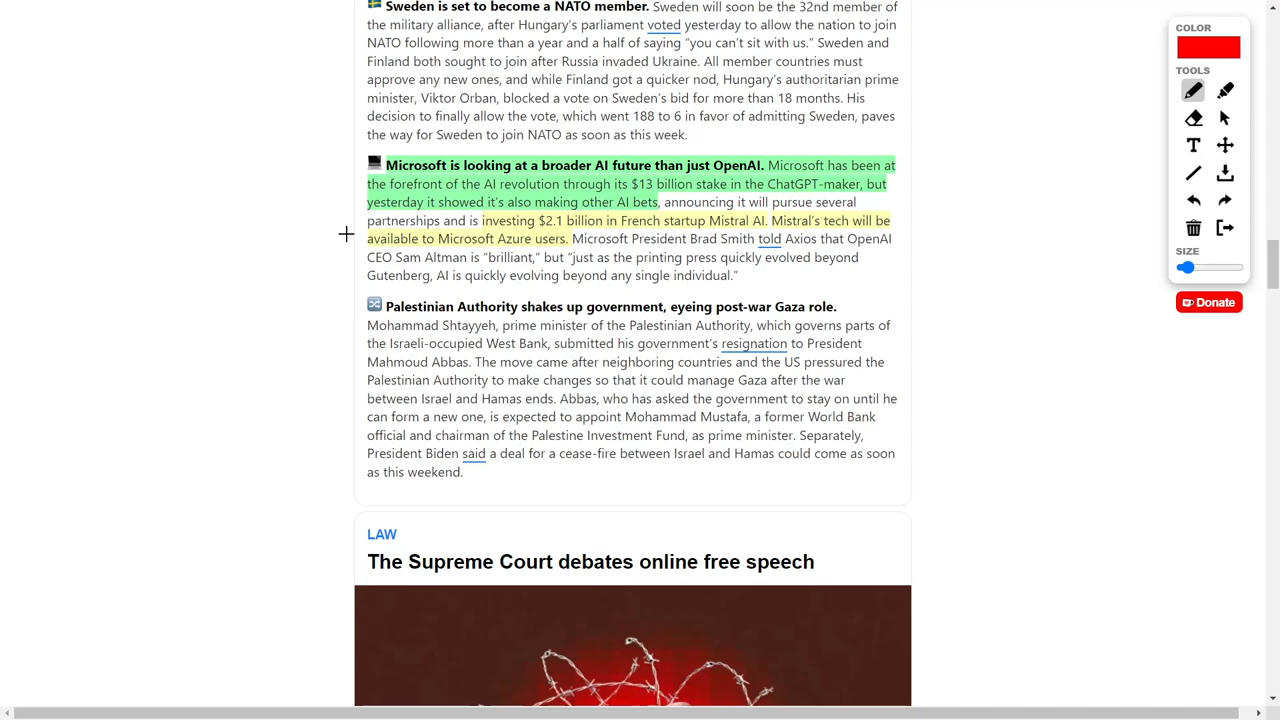 Sweden is set to become a NATO member. Sweden will soon be the 32nd member of
the military alliance, after Hungary's parliament voted yesterday to allow the nation to join
NATO following more than a year and a half of saying “you can't sit with us.” Sweden and
Finland both sought to join after Russia invaded Ukraine. All member countries must
approve any new ones, and while Finland got a quicker nod, Hungary's authoritarian prime
minister, Viktor Orban, blocked a vote on Sweden's bid for more than 18 months. His
decision to finally allow the vote, which went 188 to 6 in favor of admitting Sweden, paves
the way for Sweden to join NATO as soon as this week.
Microsoft is looking at a broader AI future than just OpenAI. Microsoft has been at
the forefront of the AI revolution through its $13 billion stake in the ChatGPT-maker, but
yesterday it showed it's also making other AI bets, announcing it will pursue several
partnerships and is investing $2.1 billion in French startup Mistral AI. Mistral's tech will be
available to Microsoft Azure users. Microsoft President Brad Smith told Axios that OpenAI
CEO Sam Altman is “brilliant,” but “just as the printing press quickly evolved beyond
Gutenberg, AI is quickly evolving beyond any single individual.”
Palestinian Authority shakes up government, eyeing post-war Gaza role.
Mohammad Shtayyeh, prime minister of the Palestinian Authority, which governs parts of
the Israeli-occupied West Bank, submitted his government's resignation to President
Mahmoud Abbas. The move came after neighboring countries and the US pressured the
Palestinian Authority to make changes so that it could manage Gaza after the war
between Israel and Hamas ends. Abbas, who has asked the government to stay on until he
can form a new one, is expected to appoint Mohammad Mustafa, a former World Bank
official and chairman of the Palestine Investment Fund, as prime minister. Separately,
President Biden said a deal for a cease-fire between Israel and Hamas could come as soon
as this weekend.
LAW
The Supreme Court debates online free speech
COLOR
TOOLS
T
SIZE
Donate